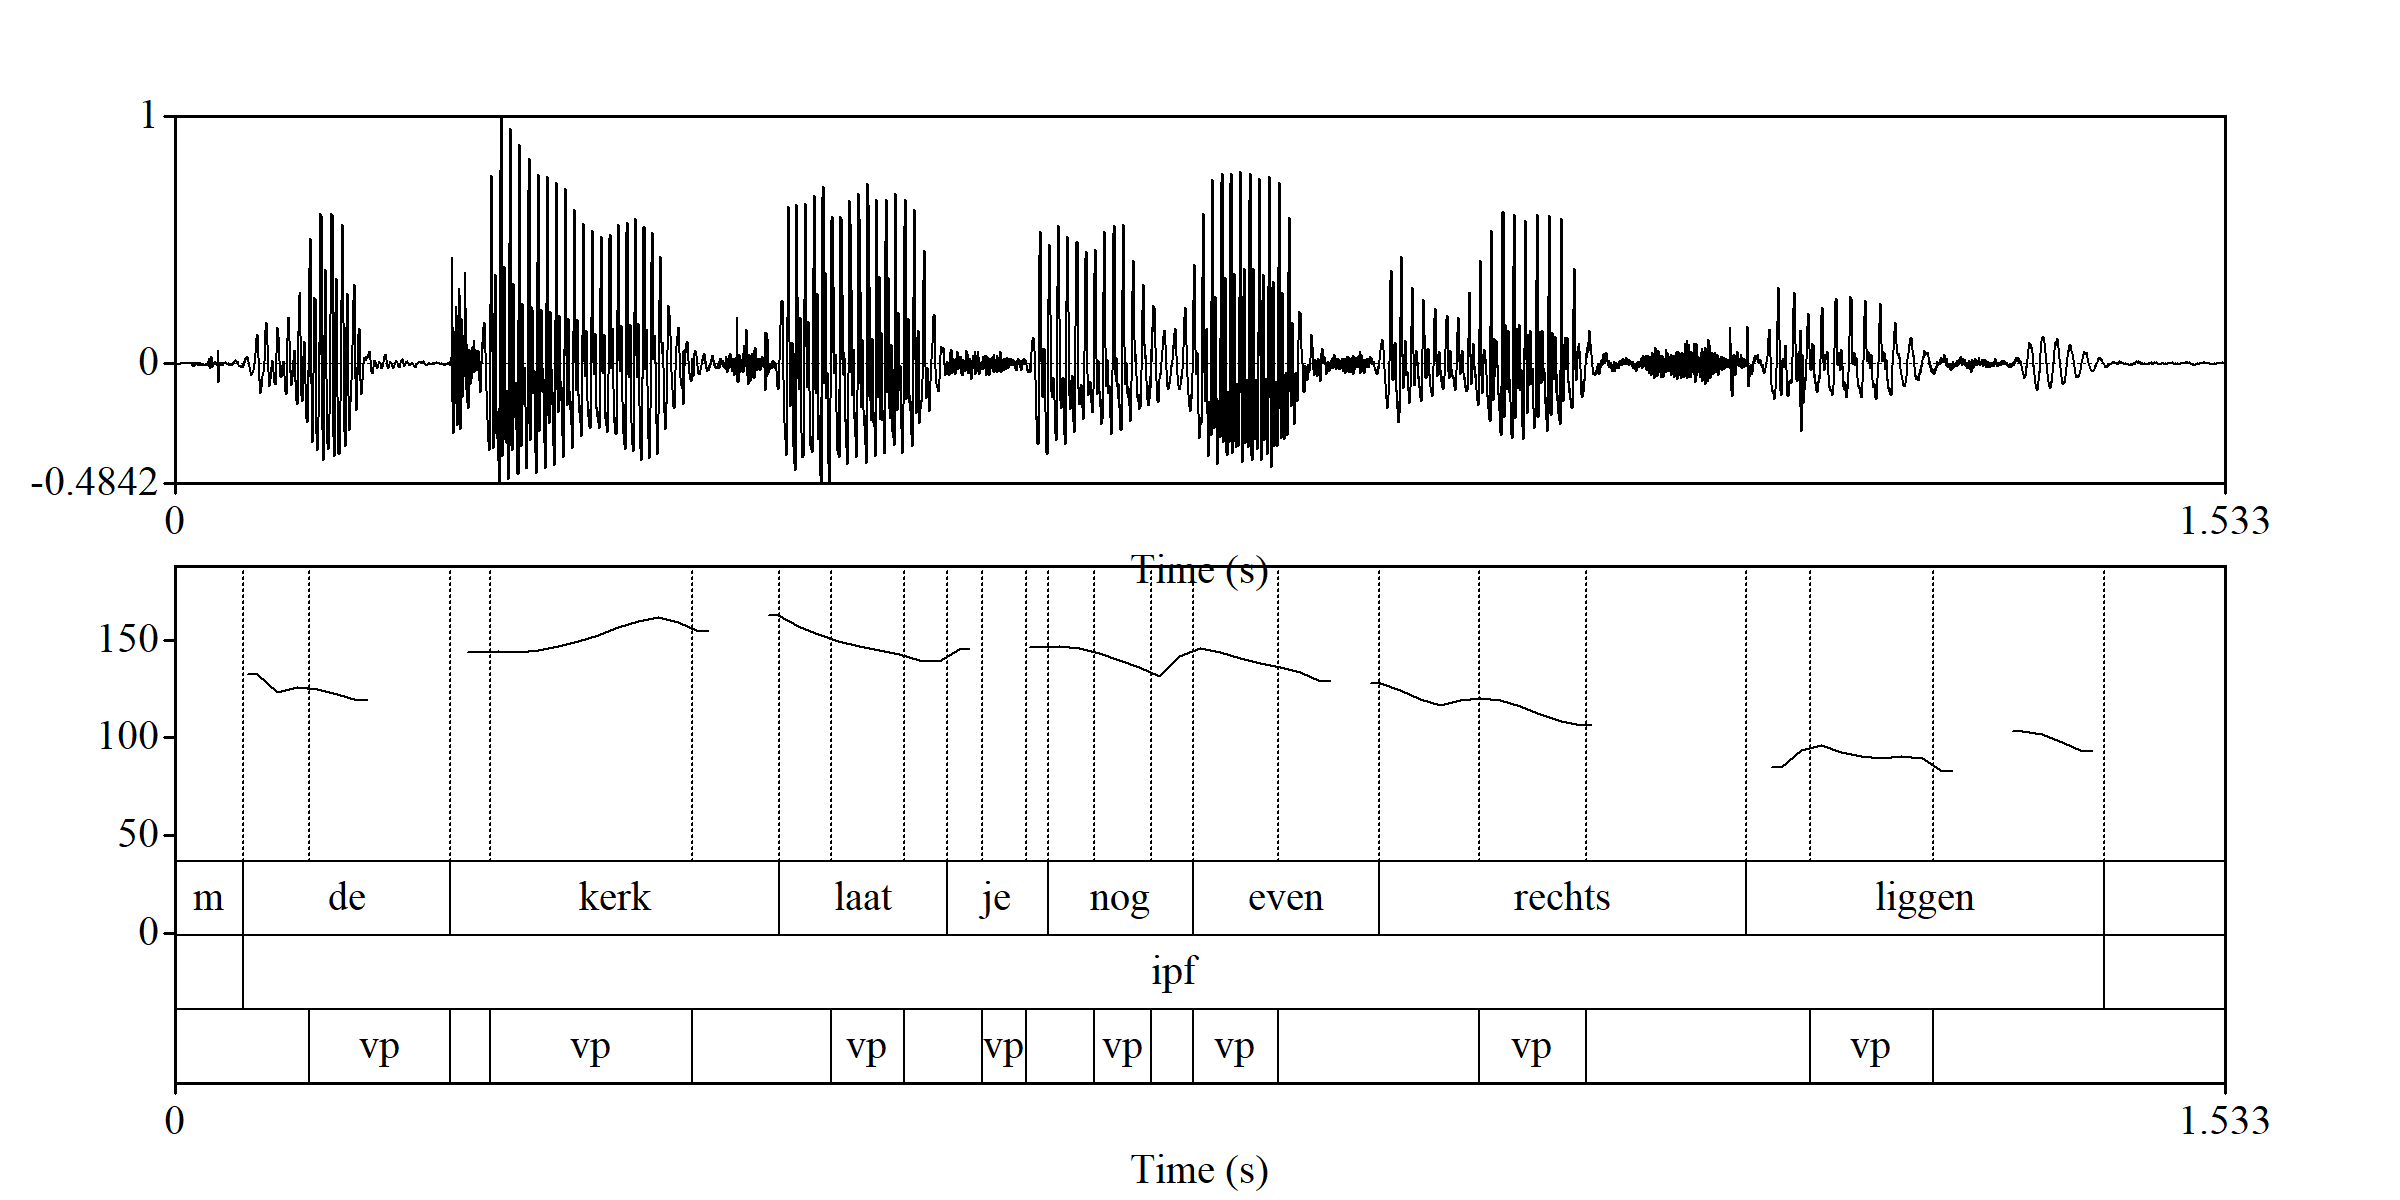 1
0
-0.4842
0 1.533
Time (s)
150
100
50
0
m de kerk laat je nog even rechts liggen
ipf
vp vp vp vp vp vp vp vp
0 1.533
Time (s)